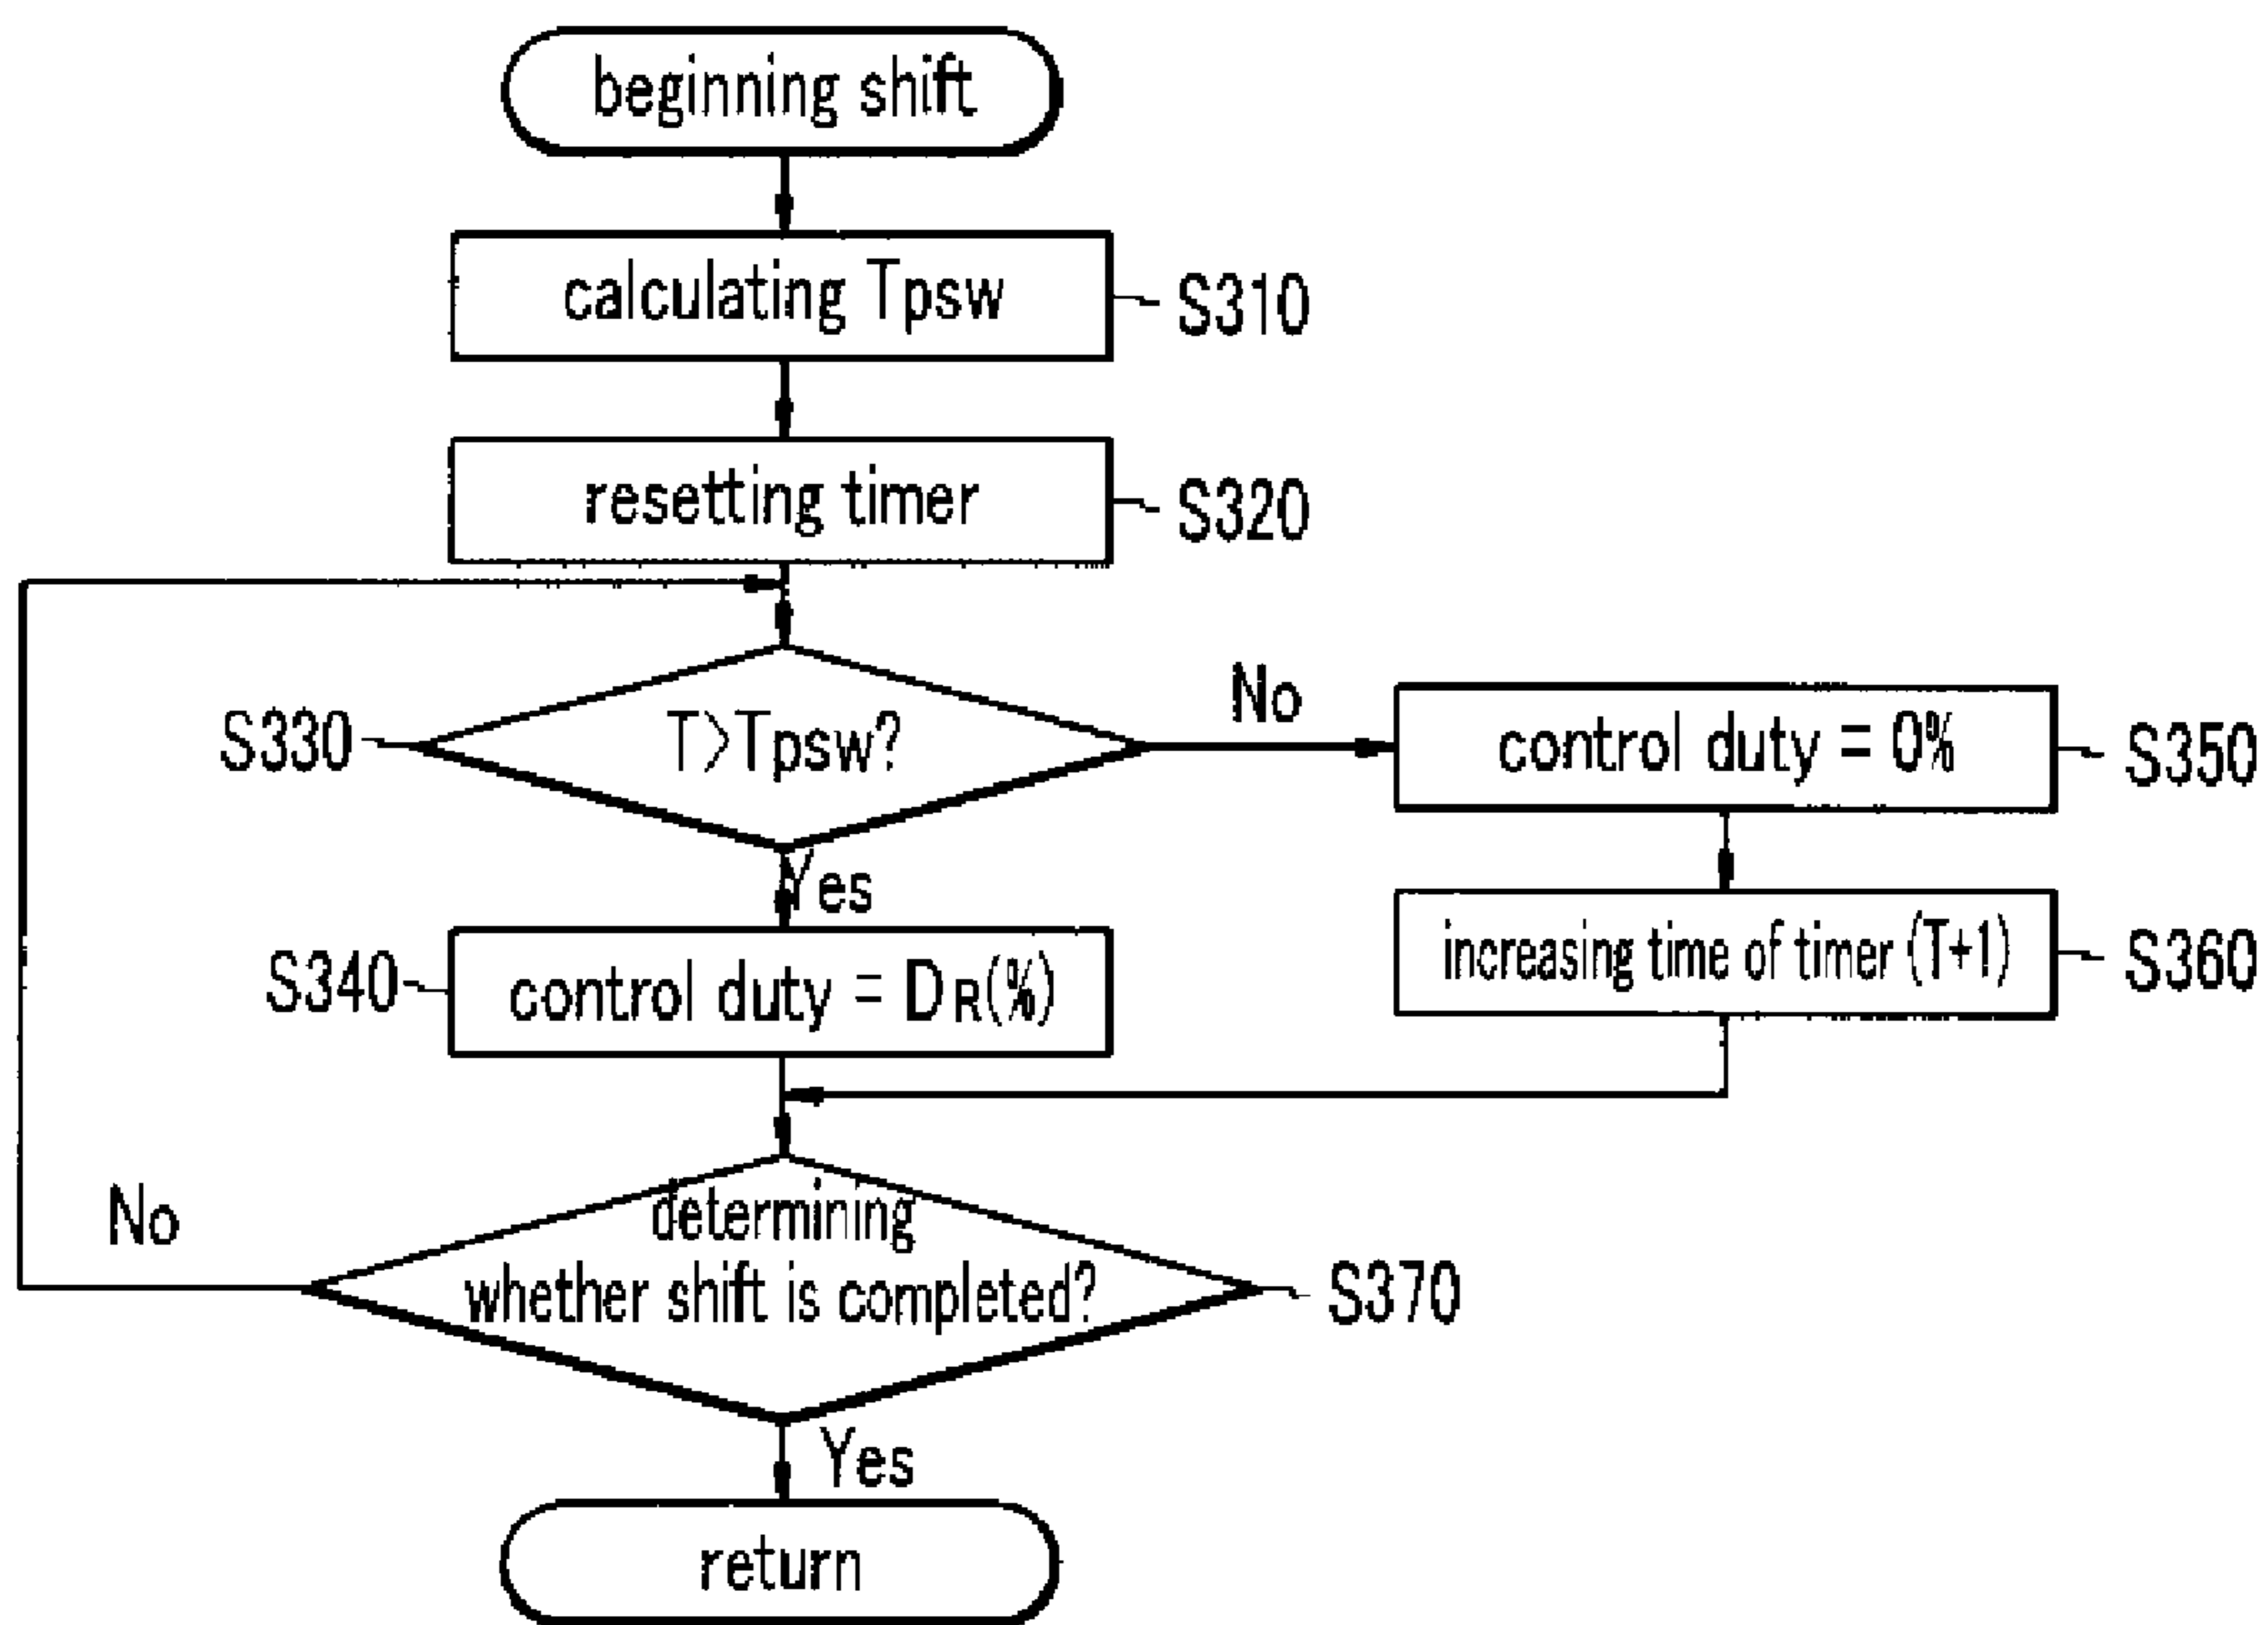 beginning shift
calculating Tpsw
S310
resetting timer
S320
S330
T>Tpsw?
No
control duty = 0%
S350
Yes
S340
control duty = DR(%)
increasing time of timer (T+1)
S360
No
determining
whether shift is completed?
S370
Yes
return